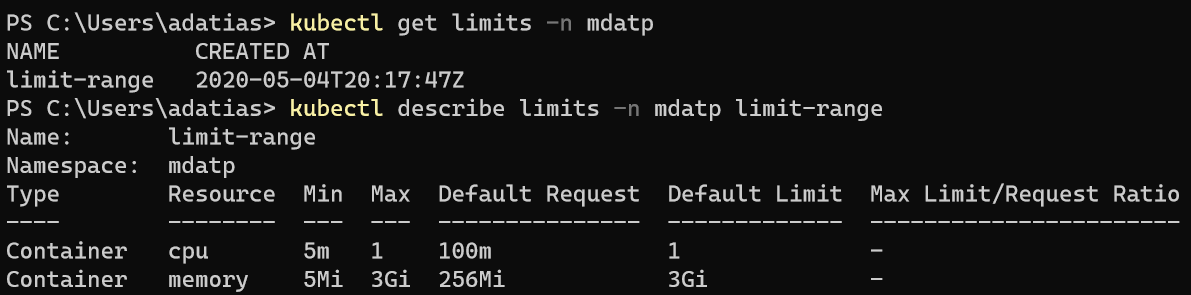 PS C:\Users\adatias> kubectl get limits -n mdatp
NAME          CREATED AT
limit-range   2020-05-04T20:17:47Z
PS C:\Users\adatias> kubectl describe limits -n mdatp limit-range
Name:       limit-range
Namespace:  mdatp
Type        Resource  Min  Max  Default Request  Default Limit  Max Limit/Request Ratio
----        --------  ---  ---  ---------------  -------------  -----------------------
Container   cpu       5m   1    100m             1              -
Container   memory    5Mi  3Gi  256Mi            3Gi            -